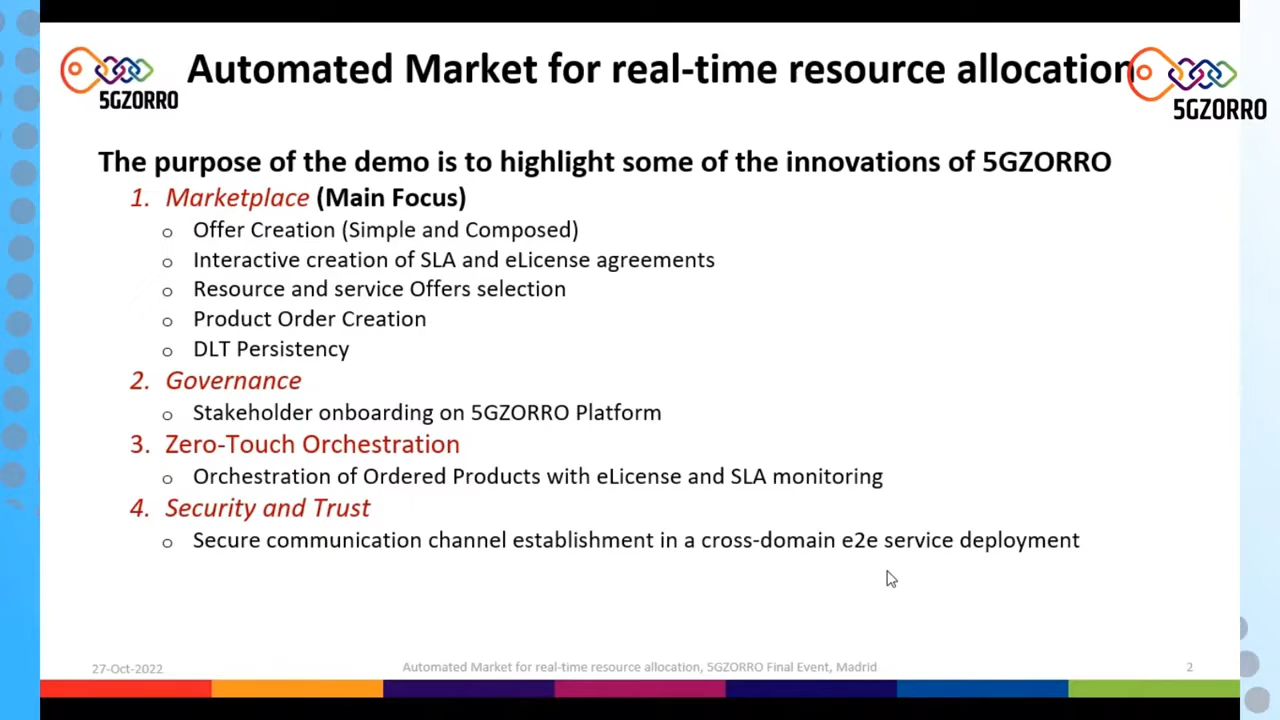 Automated Market for real-time resource allocation
5GZORRO
5GZORRO
The purpose of the demo is to highlight some of the innovations of 5GZORRO
1. Marketplace (Main Focus)
o Offer Creation (Simple and Composed)
o Interactive creation of SLA and eLicense agreements
o Resource and service Offers selection
o Product Order Creation
o DLT Persistency
2. Governance
o Stakeholder onboarding on 5GZORRO Platform
3. Zero-Touch Orchestration
o Orchestration of Ordered Products with eLicense and SLA monitoring
4. Security and Trust
o Secure communication channel establishment in a cross-domain e2e service deployment
27-Oct-2022
Automated Market for real-time resource allocation, 5GZORRO Final Event, Madrid
2